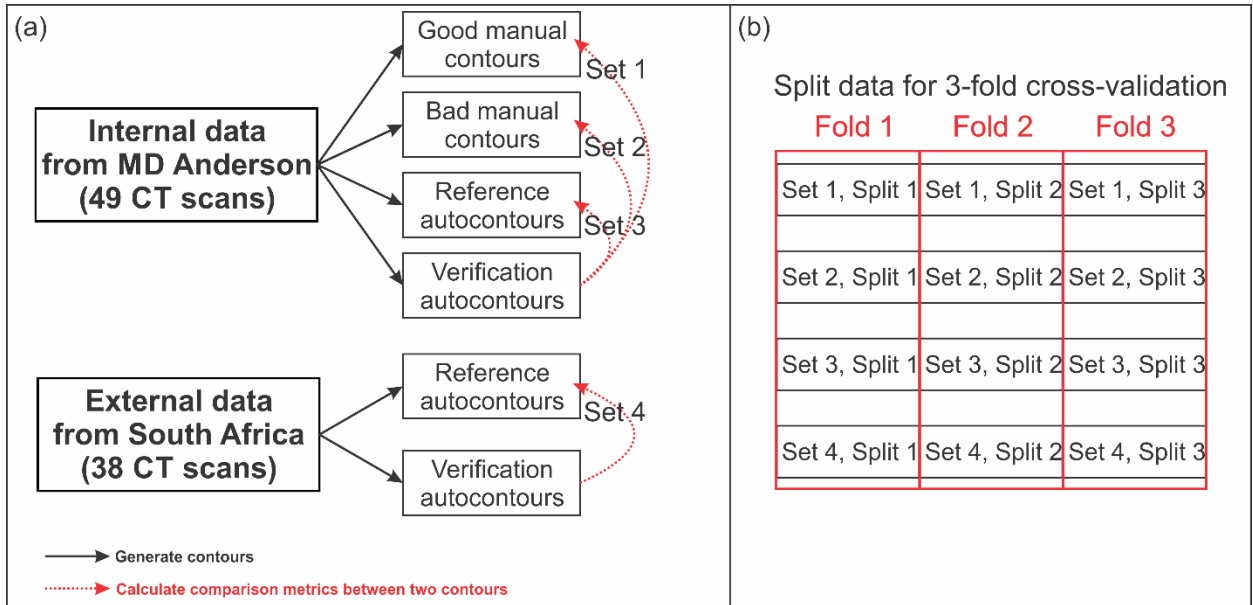 (a)
Good manual
contours
Set 1
Bad manual
contours
Set 2
Internal data
from MD Anderson
(49 CT scans)
Reference
autocontours
Set 3
Verification
autocontours
External data
from South Africa
(38 CT scans)
Reference
autocontours
Set 4
Verification
autocontours
Generate contours
Calculate comparison metrics between two contours
(b)
Split data for 3-fold cross-validation
Fold 1 Fold 2 Fold 3
Set 1, Split 1 Set 1, Split 2 Set 1, Split 3
Set 2, Split 1 Set 2, Split 2 Set 2, Split 3
Set 3, Split 1 Set 3, Split 2 Set 3, Split 3
Set 4, Split 1 Set 4, Split 2 Set 4, Split 3